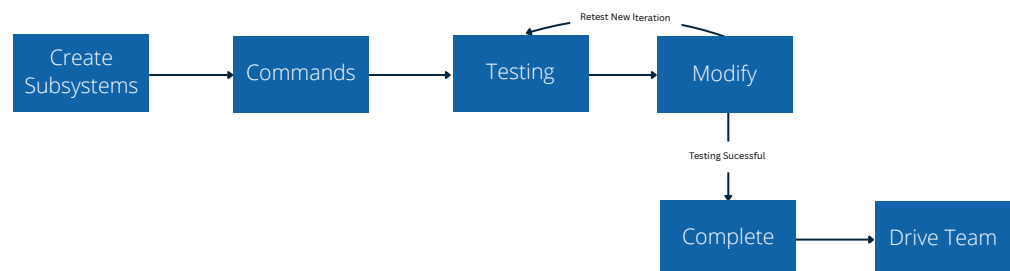 Retest New Iteration
Create
Subsystems
Commands
Testing
Modify
Testing Sucessful
Complete
Drive Team